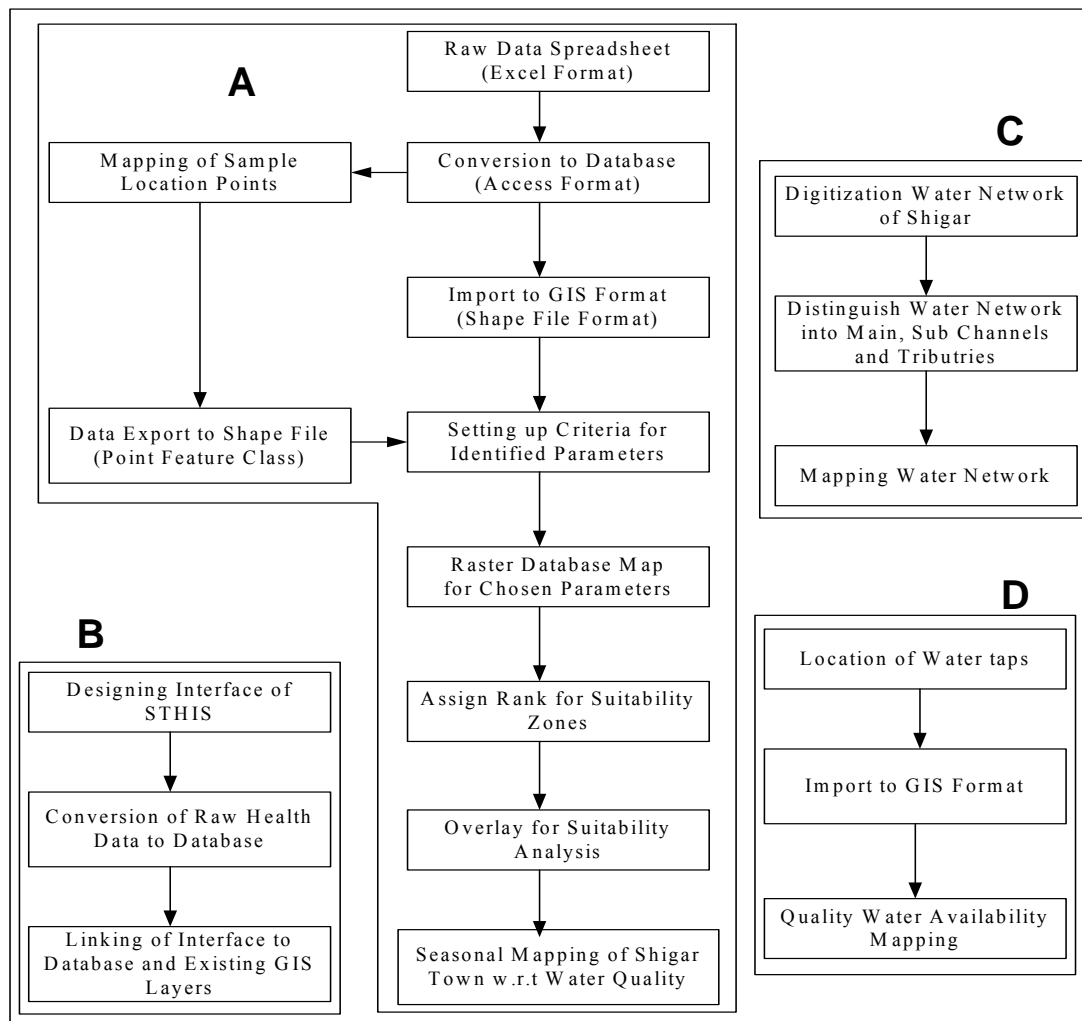 A
Raw Data Spreadsheet
(Excel Format)
Mapping of Sample
Location Points
Conversion to Database
(Access Format)
Import to GIS Format
(Shape File Format)
Data Export to Shape File
(Point Feature Class)
Setting up Criteria for
Identified Parameters
Raster Database Map
for Chosen Parameters
Assign Rank for Suitability
Zones
Overlay for Suitability
Analysis
Seasonal Mapping of Shigar
Town w.r.t Water Quality
B
Designing Interface of
STHIS
Conversion of Raw Health
Data to Database
Linking of Interface to
Database and Existing GIS
Layers
C
Digitization Water Network
of Shigar
Distinguish Water Network
into Main, Sub Channels
and Tributries
Mapping Water Network
D
Location of Water taps
Import to GIS Format
Quality Water Availability
Mapping